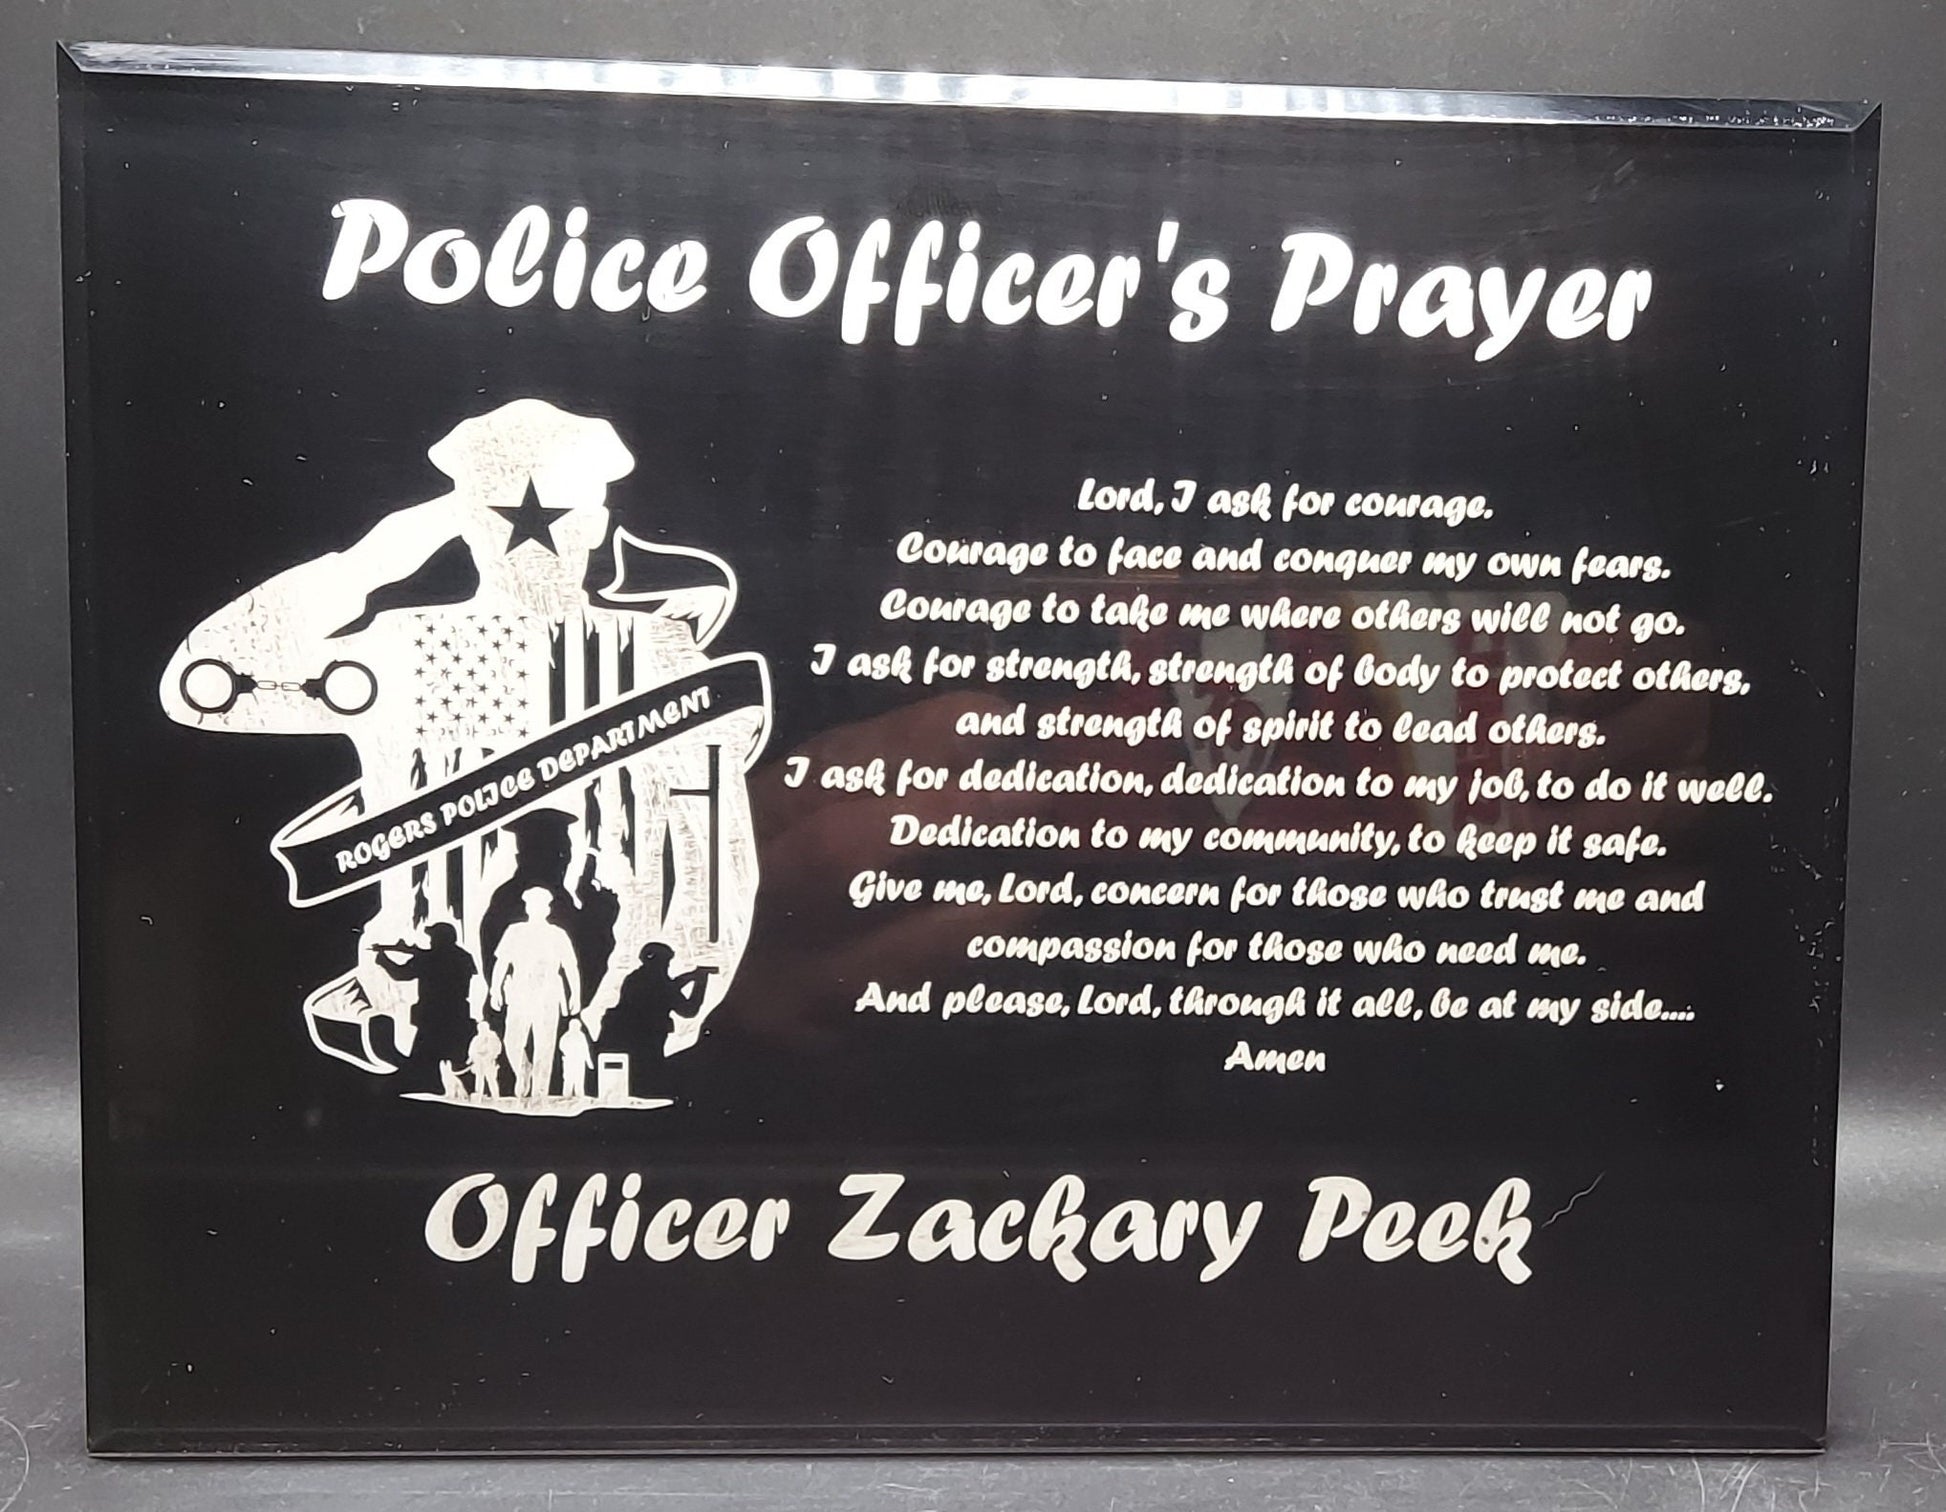 Police Officer's Prayer
ROGERS POLICE DEPARTMENT
Lord, I ask for courage.
Courage to face and conquer my own fears.
Courage to take me where others will not go.
I ask for strength, strength of body to protect others,
and strength of spirit to lead others.
I ask for dedication, dedication to my job, to do it well.
Dedication to my community, to keep it safe.
Give me, Lord, concern for those who trust me and
compassion for those who need me.
And please, Lord, through it all, be at my side....
Amen
Officer Zackary Peek